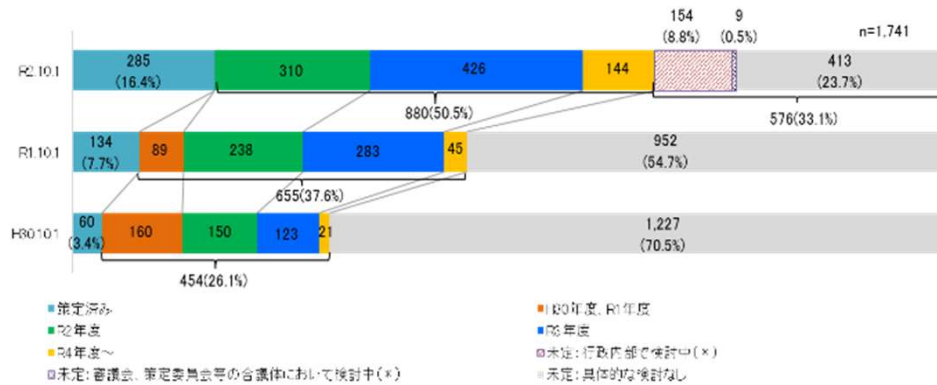 154
(8.8%)
9
(0.5%)
n=1,741
R2.10.1
285
(16.4%)
310
426
144
413
(23.7%)
880(50.5%)
576(33.1%)
R1.10.1
134
(7.7%)
89
238
283
45
952
(54.7%)
655(37.6%)
H30.10.1
60
(3.4%)
160
150
123
21
1,227
(70.5%)
454(26.1%)
策定済み
H30年度、R1年度
R2年度
R3年度
R4年度～
未定：行政内部で検討中(＊)
未定：審議会、策定委員会等の合議体において検討中(＊)
未定：具体的な検討なし